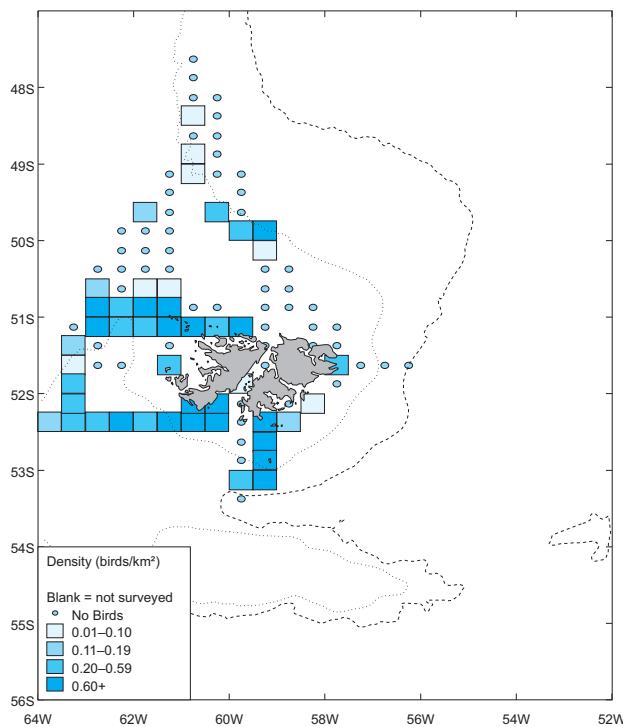 48S
49S
50S
51S
52S
53S
54S
55S
56S
Density (birds/km²)
Blank = not surveyed
No Birds
0.01–0.10
0.11–0.19
0.20–0.59
0.60+
64W 62W 60W 58W 56W 54W 52W